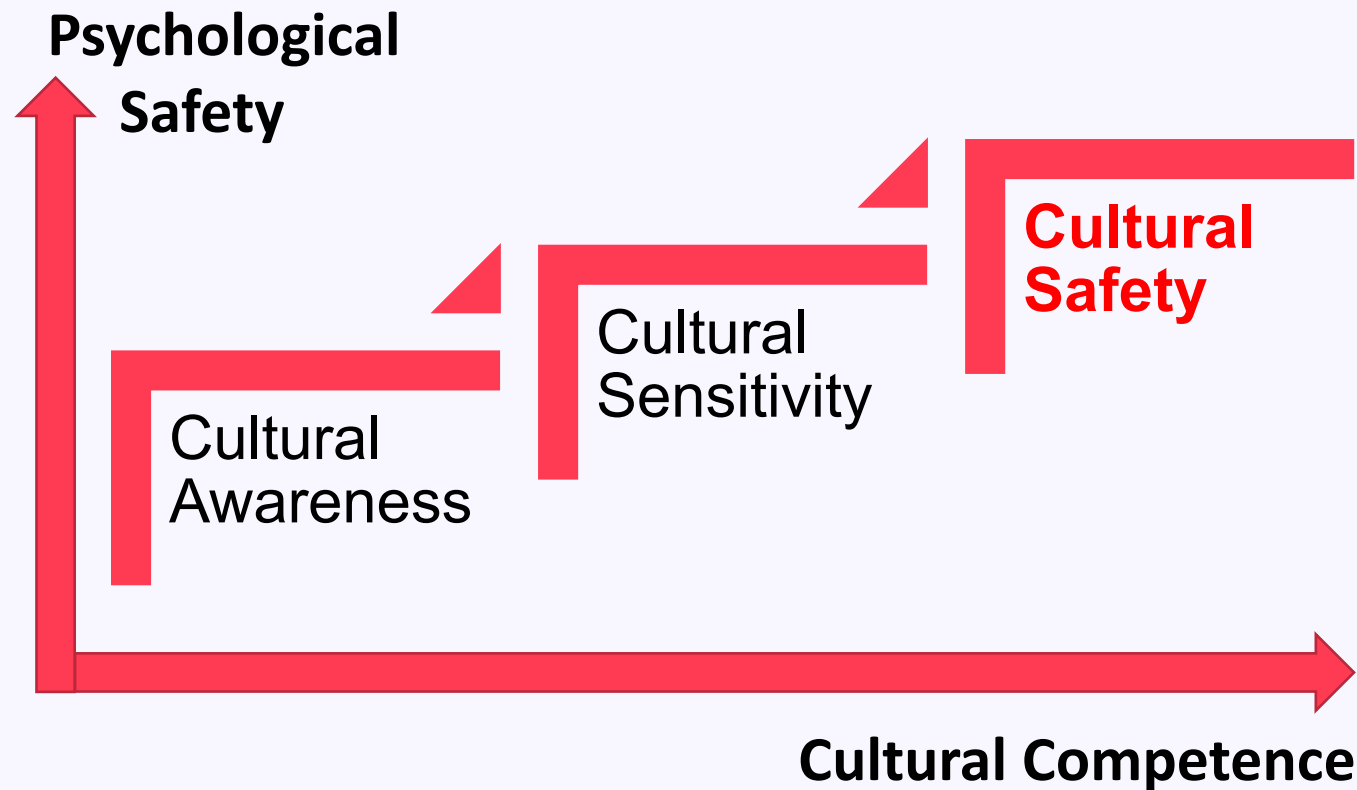 Psychological
Safety
Cultural
Safety
Cultural
Sensitivity
Cultural
Awareness
Cultural Competence